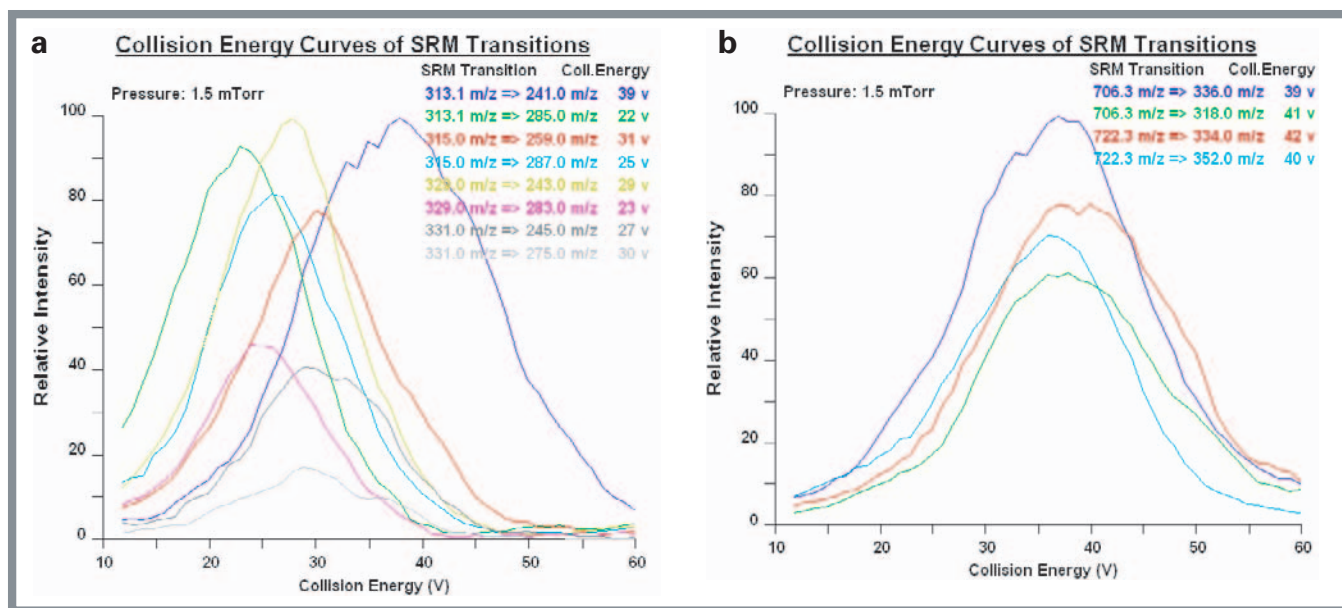 a
Collision Energy Curves of SRM Transitions
SRM Transition Coll.Energy
Pressure: 1.5 mTorr
313.1 m/z => 241.0 m/z 39 v
313.1 m/z => 285.0 m/z 22 v
315.0 m/z => 259.0 m/z 31 v
315.0 m/z => 287.0 m/z 25 v
329.0 m/z => 243.0 m/z 29 v
329.0 m/z => 283.0 m/z 23 v
331.0 m/z => 245.0 m/z 27 v
331.0 m/z => 275.0 m/z 30 v
Relative Intensity
100
80
60
40
20
0
10 20 30 40 50 60
Collision Energy (V)
b
Collision Energy Curves of SRM Transitions
SRM Transition Coll.Energy
Pressure: 1.5 mTorr
706.3 m/z => 336.0 m/z 39 v
706.3 m/z => 318.0 m/z 41 v
722.3 m/z => 334.0 m/z 42 v
722.3 m/z => 352.0 m/z 40 v
Relative Intensity
100
80
60
40
20
0
10 20 30 40 50 60
Collision Energy (V)